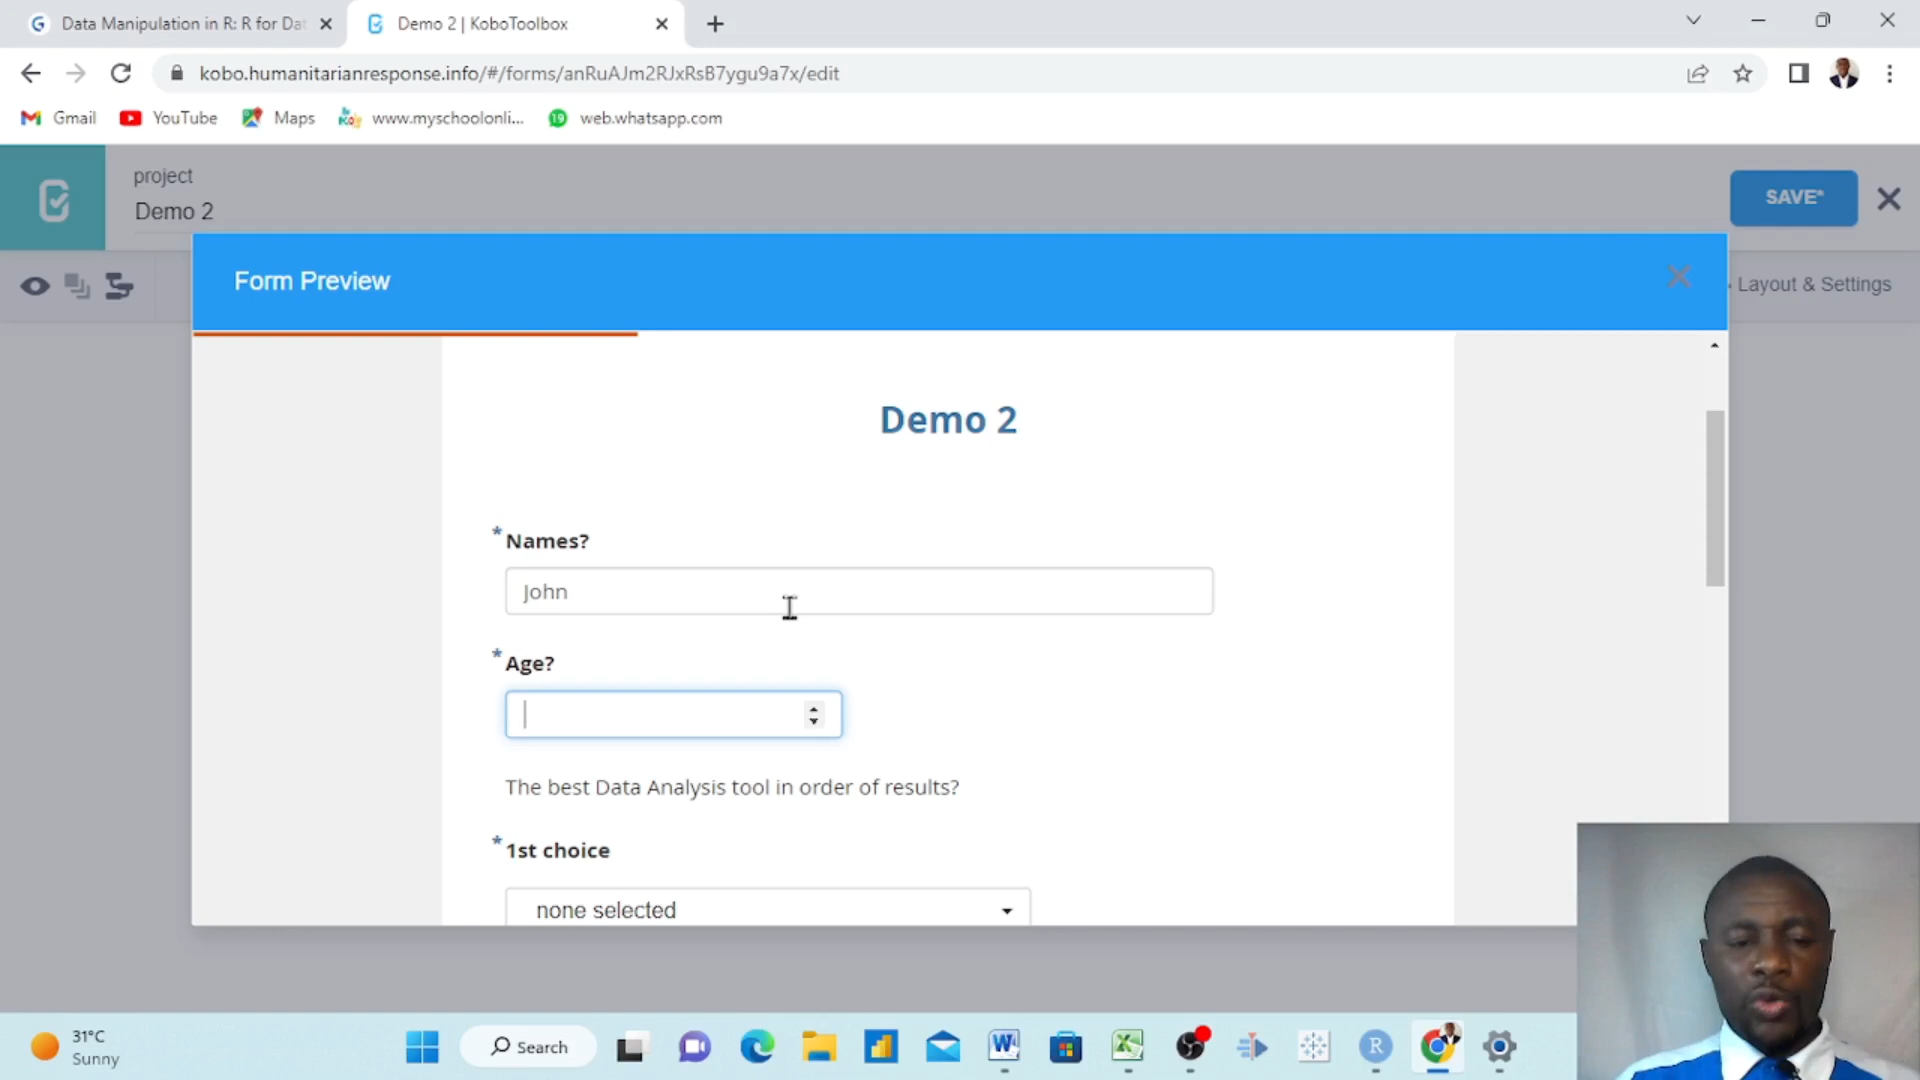 Data Manipulation in R: R for Dat
Demo 2 | KoboToolbox
kobo.humanitarianresponse.info/#/forms/anRuAJm2RJxRsB7ygu9a7x/edit
Gmail
YouTube
Maps
www.myschoolonli...
19
web.whatsapp.com
project
Demo 2
SAVE*
Form Preview
Layout & Settings
Demo 2
* Names?
John
* Age?
The best Data Analysis tool in order of results?
* 1st choice
none selected
31°C
Sunny
Search